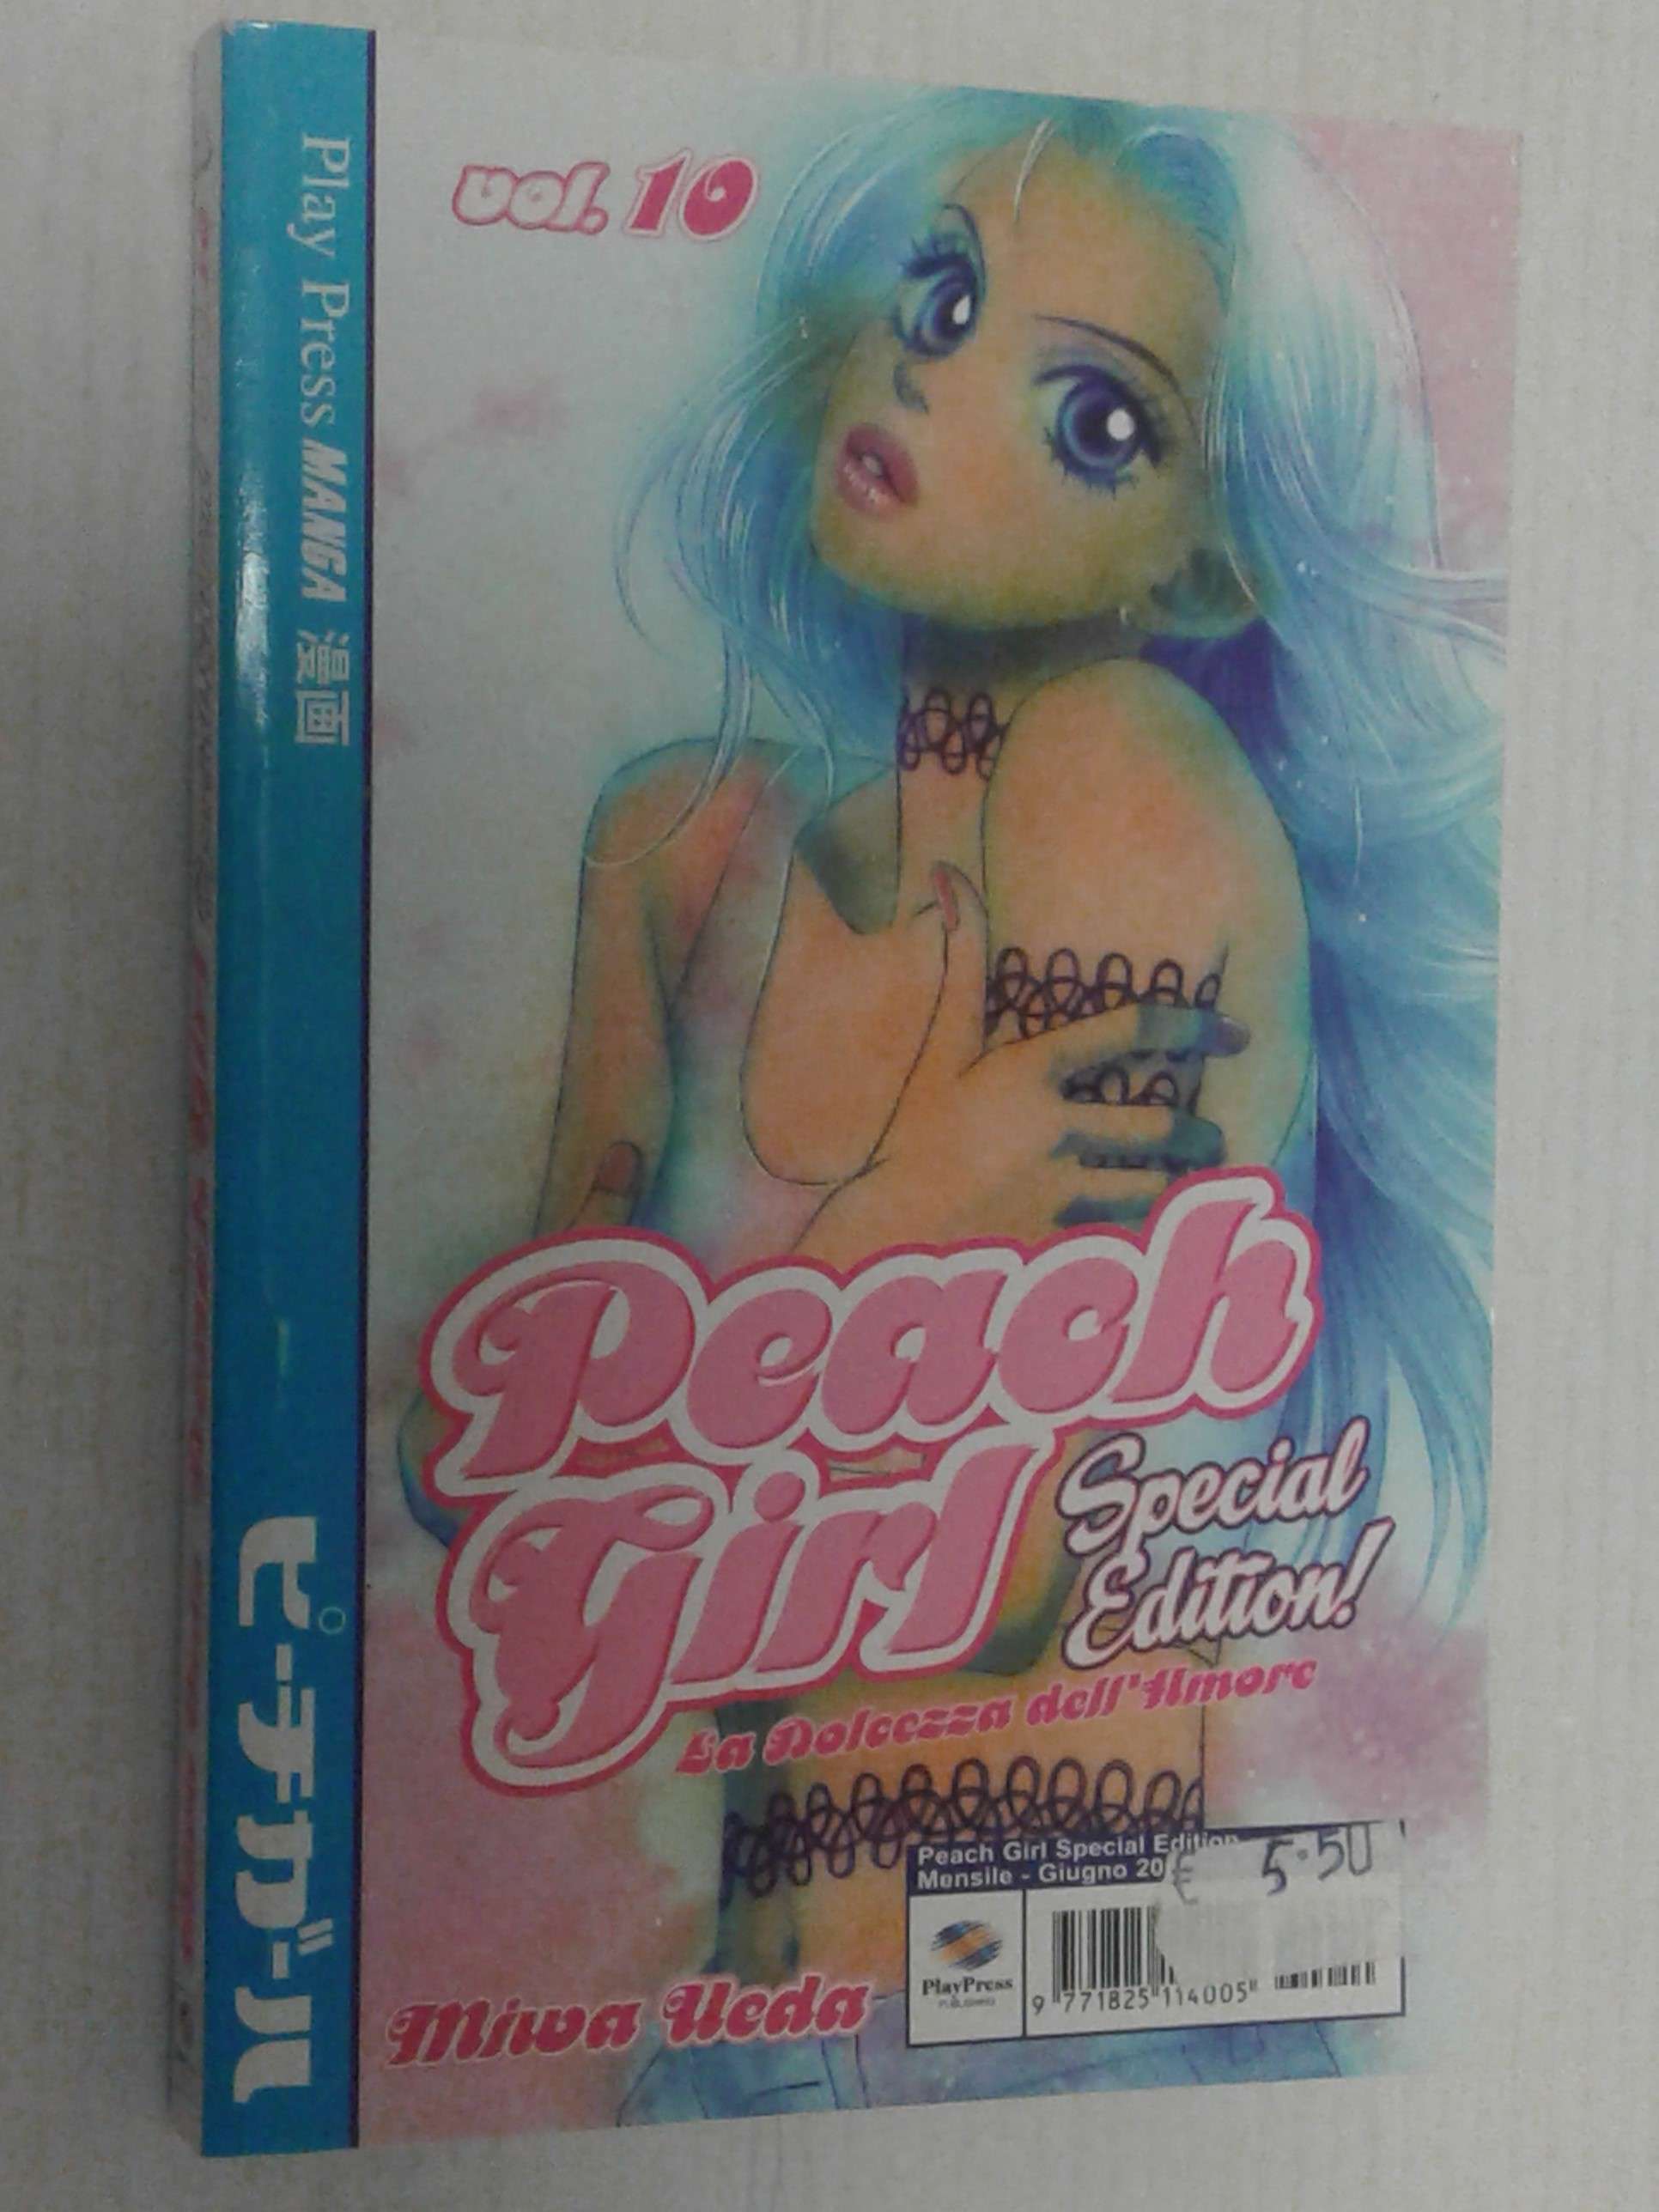 Play Press MANGA 漫画
ピーチガール
vol. 10
Peach
Girl
Special
Edition!
La Dolcezza dell'Amore
Miwa Ueda
Peach Girl Special Edition
Mensile - Giugno 20
€ 5.50
PlayPress
PUBLISHING
9 771825 114005